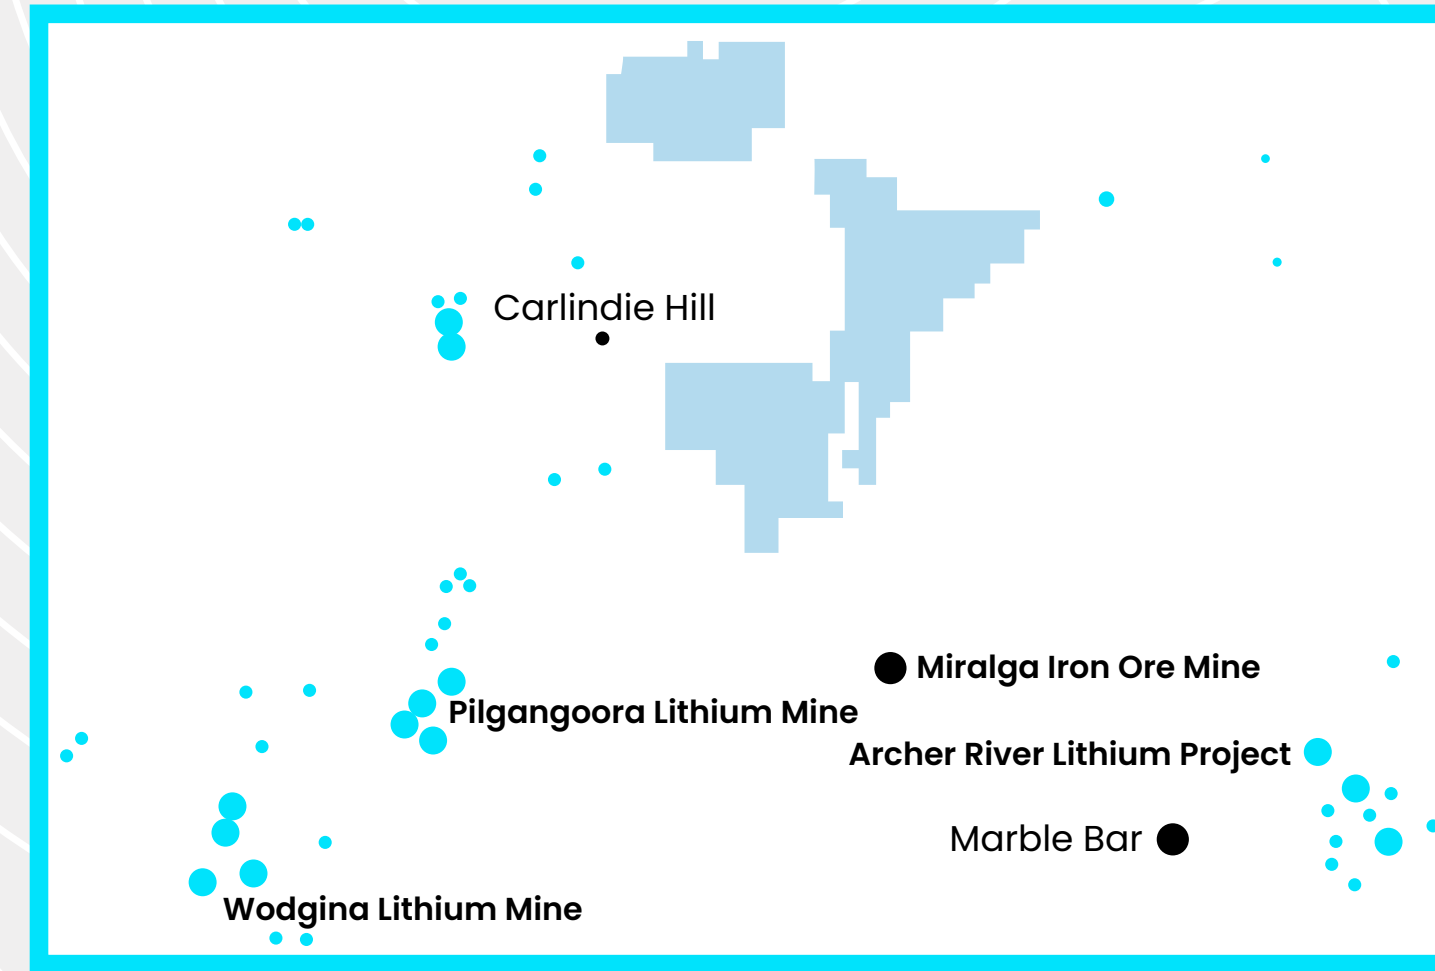 Carlindie Hill
Miralga Iron Ore Mine
Pilgangoora Lithium Mine
Archer River Lithium Project
Marble Bar
Wodgina Lithium Mine